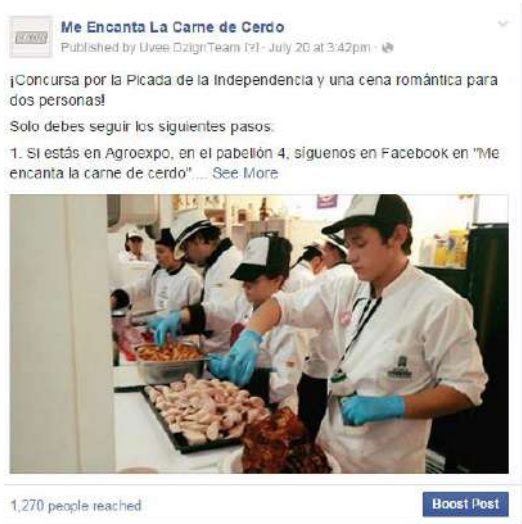 Me Encanta La Carne de Cerdo
Published by Uvee DzignTeam [?] · July 20 at 3:42pm ·
¡Concursa por la Picada de la Independencia y una cena romántica para
dos personas!
Solo debes seguir los siguientes pasos:
1. Si estás en Agroexpo, en el pabellón 4, síguenos en Facebook en "Me
encanta la carne de cerdo".... See More
1,270 people reached
Boost Post